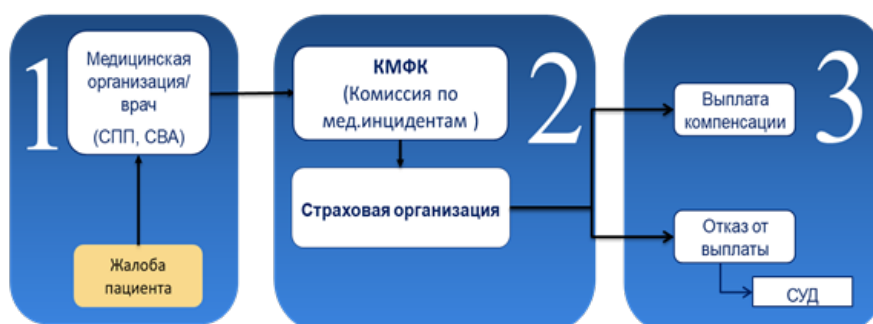 1
Медицинская
организация/
врач
(СПП, СВА)
Жалоба
пациента
2
КМФК
(Комиссия по
мед.инцидентам )
Страховая организация
3
Выплата
компенсации
Отказ от
выплаты
СУД